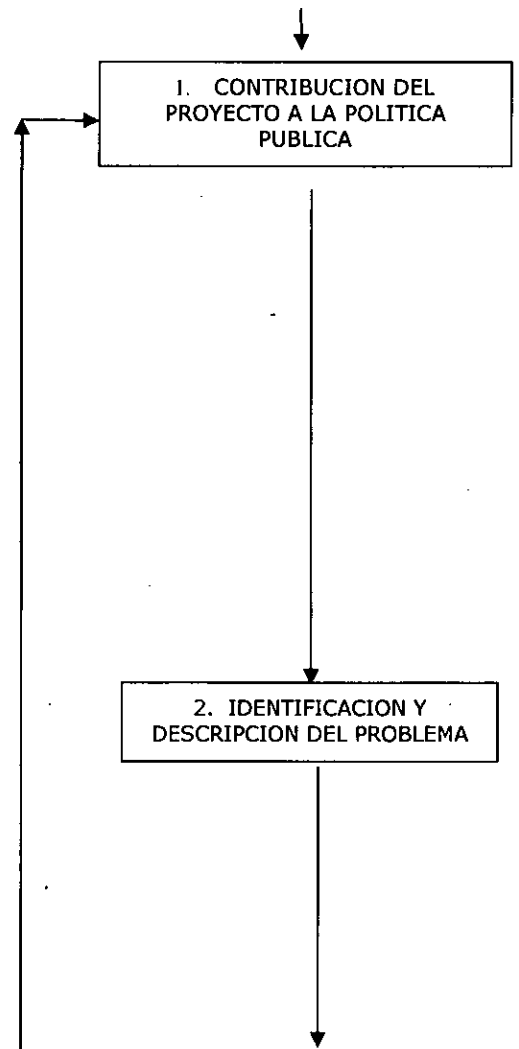 1. CONTRIBUCION DEL
PROYECTO A LA POLITICA
PUBLICA
2. IDENTIFICACION Y
DESCRIPCION DEL PROBLEMA